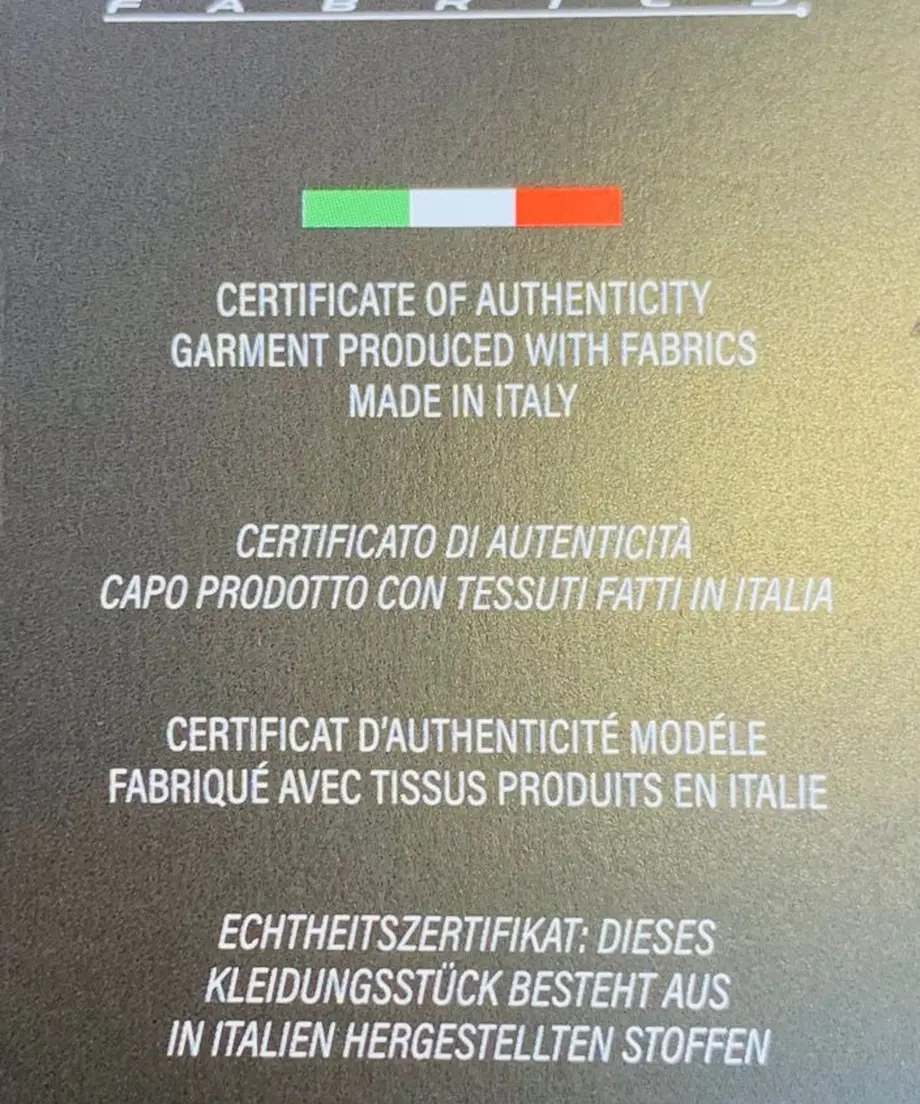 FABRICS
CERTIFICATE OF AUTHENTICITY
GARMENT PRODUCED WITH FABRICS
MADE IN ITALY
CERTIFICATO DI AUTENTICITÀ
CAPO PRODOTTO CON TESSUTI FATTI IN ITALIA
CERTIFICAT D'AUTHENTICITÉ MODÉLE
FABRIQUÉ AVEC TISSUS PRODUITS EN ITALIE
ECHTHEITSZERTIFIKAT: DIESES
KLEIDUNGSSTÜCK BESTEHT AUS
IN ITALIEN HERGESTELLTEN STOFFEN